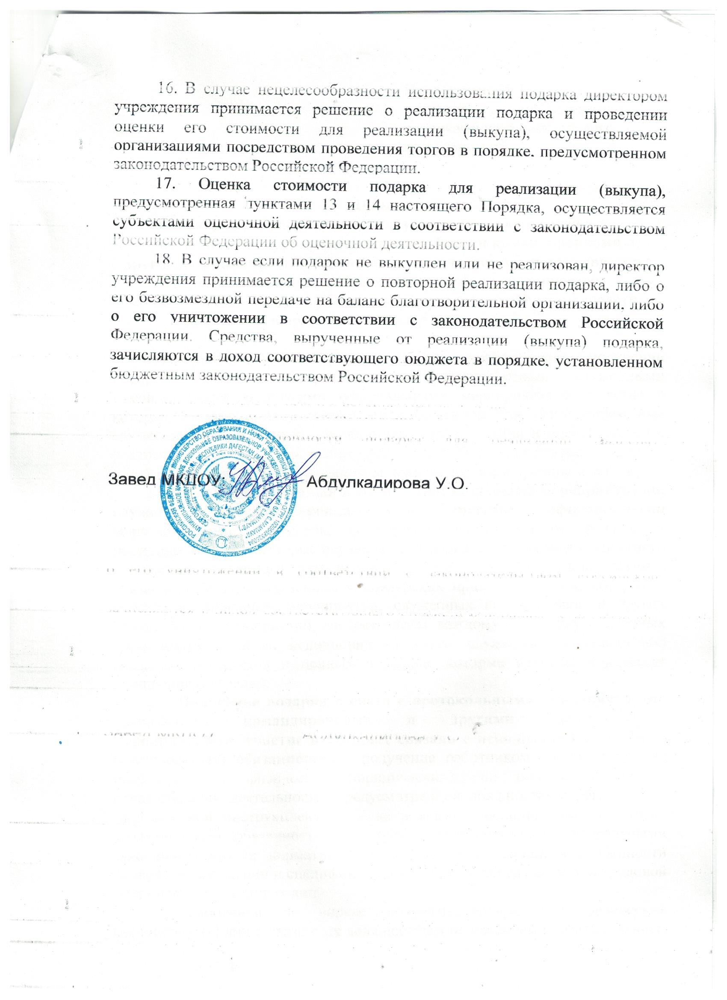 16. В случае нецелесообразности использования подарка директором
учреждения принимается решение о реализации подарка и проведении
оценки его стоимости для реализации (выкупа), осуществляемой
организациями посредством проведения торгов в порядке, предусмотренном
законодательством Российской Федерации.
17. Оценка стоимости подарка для реализации (выкупа),
предусмотренная пунктами 13 и 14 настоящего Порядка, осуществляется
субъектами оценочной деятельности в соответствии с законодательством
Российской Федерации об оценочной деятельности.
18. В случае если подарок не выкуплен или не реализован, директор
учреждения принимается решение о повторной реализации подарка, либо о
его безвозмездной передаче на баланс благотворительной организации, либо
о его уничтожении в соответствии с законодательством Российской
Федерации. Средства, вырученные от реализации (выкупа) подарка,
зачисляются в доход соответствующего бюджета в порядке, установленном
бюджетным законодательством Российской Федерации.
РОССИЙСКАЯ ФЕДЕРАЦИЯ МИНИСТЕРСТВО ОБРАЗОВАНИЯ И НАУКИ РЕСПУБЛИКИ ДАГЕСТАН
МУНИЦИПАЛЬНОЕ КАЗЕННОЕ ДОШКОЛЬНОЕ ОБРАЗОВАТЕЛЬНОЕ УЧРЕЖДЕНИЕ
РЕСПУБЛИКИ ДАГЕСТАН
Завед МКДОУ: Абдулкадирова У.О.